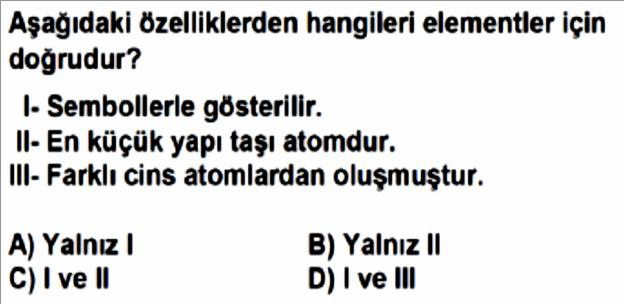 Aşağıdaki özelliklerden hangileri elementler için
doğrudur?
I- Sembollerle gösterilir.
II- En küçük yapı taşı atomdur.
III- Farklı cins atomlardan oluşmuştur.
A) Yalnız I B) Yalnız II
C) I ve II D) I ve III